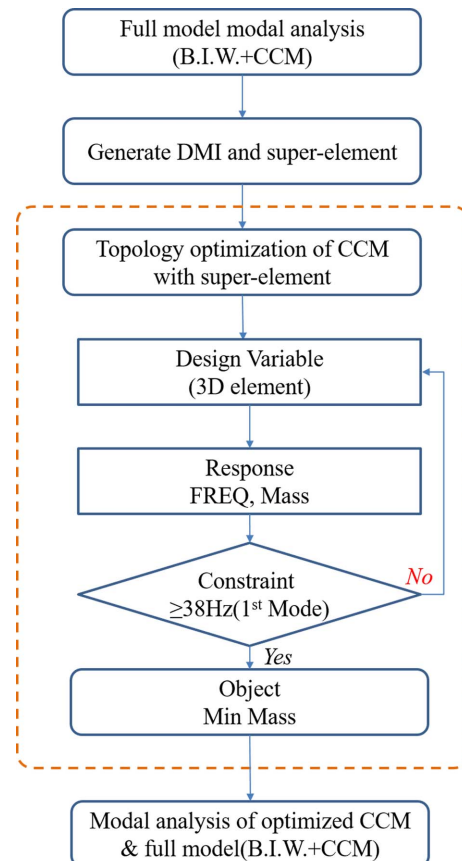 Full model modal analysis
(B.I.W.+CCM)
Generate DMI and super-element
Topology optimization of CCM
with super-element
Design Variable
(3D element)
Response
FREQ, Mass
Constraint
≥38Hz(1st Mode)
No
Yes
Object
Min Mass
Modal analysis of optimized CCM
& full model(B.I.W.+CCM)